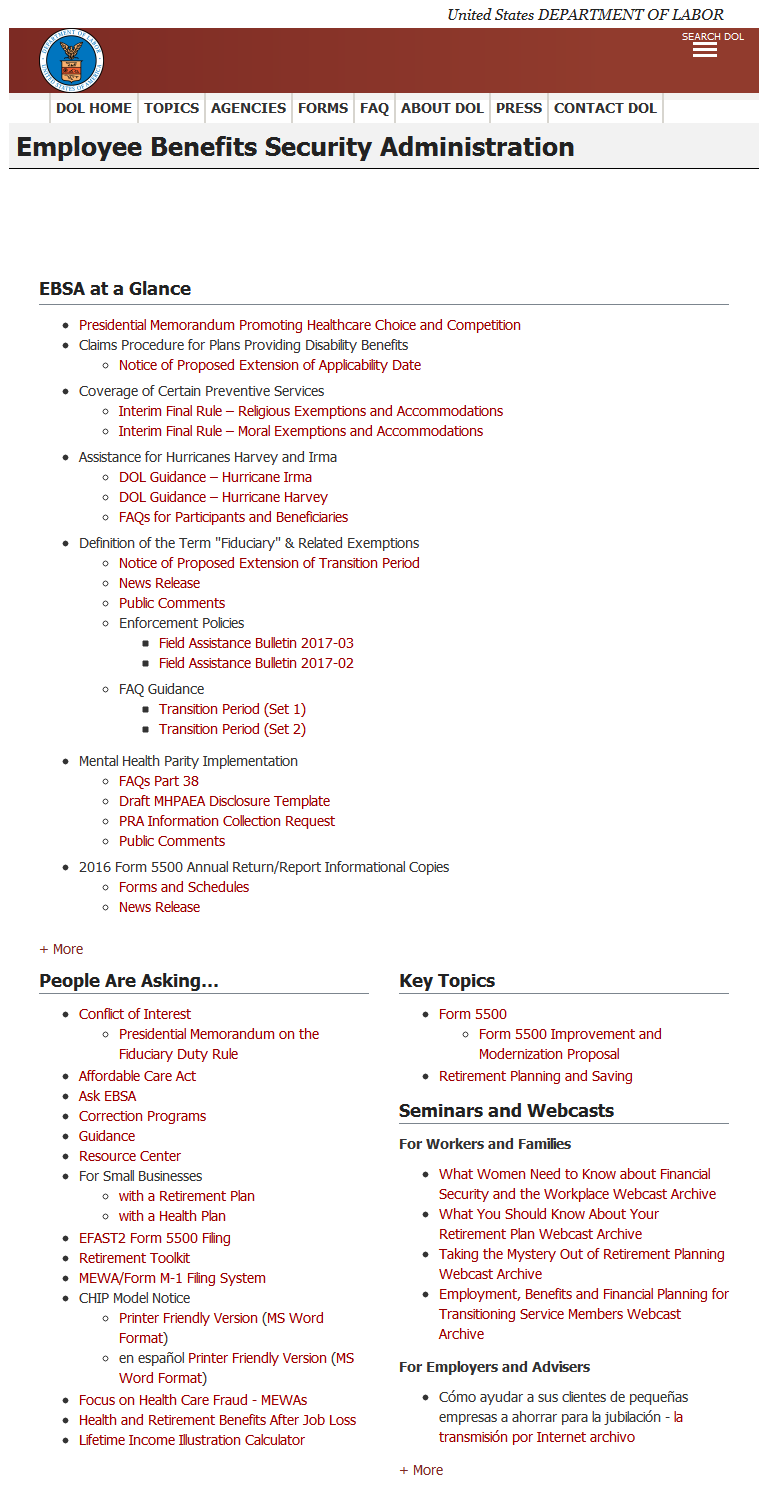 United States DEPARTMENT OF LABOR
SEARCH DOL
DOL HOME TOPICS AGENCIES FORMS FAQ ABOUT DOL PRESS CONTACT DOL
Employee Benefits Security Administration
EBSA at a Glance
Presidential Memorandum Promoting Healthcare Choice and Competition
Claims Procedure for Plans Providing Disability Benefits
Notice of Proposed Extension of Applicability Date
Coverage of Certain Preventive Services
Interim Final Rule – Religious Exemptions and Accommodations
Interim Final Rule – Moral Exemptions and Accommodations
Assistance for Hurricanes Harvey and Irma
DOL Guidance – Hurricane Irma
DOL Guidance – Hurricane Harvey
FAQs for Participants and Beneficiaries
Definition of the Term "Fiduciary" & Related Exemptions
Notice of Proposed Extension of Transition Period
News Release
Public Comments
Enforcement Policies
Field Assistance Bulletin 2017-03
Field Assistance Bulletin 2017-02
FAQ Guidance
Transition Period (Set 1)
Transition Period (Set 2)
Mental Health Parity Implementation
FAQs Part 38
Draft MHPAEA Disclosure Template
PRA Information Collection Request
Public Comments
2016 Form 5500 Annual Return/Report Informational Copies
Forms and Schedules
News Release
+ More
People Are Asking...
Conflict of Interest
Presidential Memorandum on the
Fiduciary Duty Rule
Affordable Care Act
Ask EBSA
Correction Programs
Guidance
Resource Center
For Small Businesses
with a Retirement Plan
with a Health Plan
EFAST2 Form 5500 Filing
Retirement Toolkit
MEWA/Form M-1 Filing System
CHIP Model Notice
Printer Friendly Version (MS Word
Format)
en español Printer Friendly Version (MS
Word Format)
Focus on Health Care Fraud - MEWAs
Health and Retirement Benefits After Job Loss
Lifetime Income Illustration Calculator
Key Topics
Form 5500
Form 5500 Improvement and
Modernization Proposal
Retirement Planning and Saving
Seminars and Webcasts
For Workers and Families
What Women Need to Know about Financial
Security and the Workplace Webcast Archive
What You Should Know About Your
Retirement Plan Webcast Archive
Taking the Mystery Out of Retirement Planning
Webcast Archive
Employment, Benefits and Financial Planning for
Transitioning Service Members Webcast
Archive
For Employers and Advisers
Cómo ayudar a sus clientes de pequeñas
empresas a ahorrar para la jubilación - la
transmisión por Internet archivo
+ More